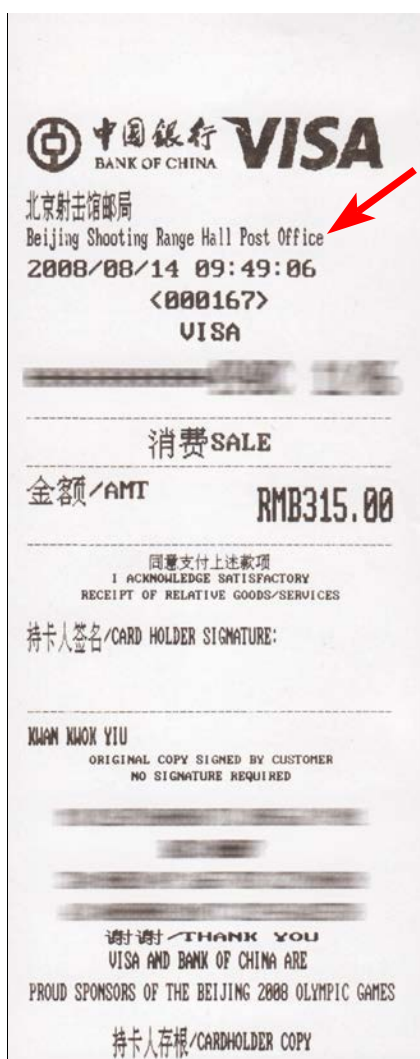 中国銀行 VISA
BANK OF CHINA
北京射击馆邮局
Beijing Shooting Range Hall Post Office
2008/08/14 09:49:06
<000167>
VISA
消费SALE
金额/AMT RMB315.00
同意支付上述款项
I ACKNOWLEDGE SATISFACTORY
RECEIPT OF RELATIVE GOODS/SERVICES
持卡人签名/CARD HOLDER SIGNATURE:
KWAN KWOK YIU
ORIGINAL COPY SIGNED BY CUSTOMER
NO SIGNATURE REQUIRED
谢谢/THANK YOU
VISA AND BANK OF CHINA ARE
PROUD SPONSORS OF THE BEIJING 2008 OLYMPIC GAMES
持卡人存根/CARDHOLDER COPY